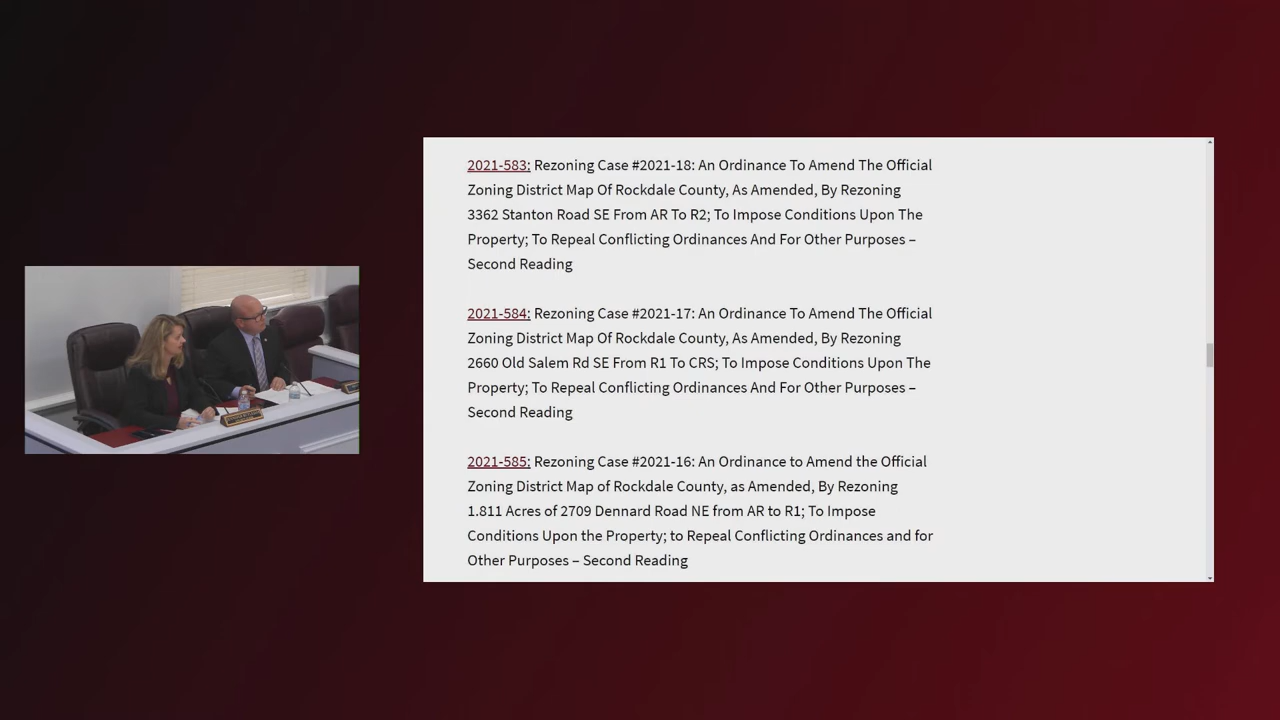 2021-583: Rezoning Case #2021-18: An Ordinance To Amend The Official
Zoning District Map Of Rockdale County, As Amended, By Rezoning
3362 Stanton Road SE From AR To R2; To Impose Conditions Upon The
Property; To Repeal Conflicting Ordinances And For Other Purposes –
Second Reading
2021-584: Rezoning Case #2021-17: An Ordinance To Amend The Official
Zoning District Map Of Rockdale County, As Amended, By Rezoning
2660 Old Salem Rd SE From R1 To CRS; To Impose Conditions Upon The
Property; To Repeal Conflicting Ordinances And For Other Purposes –
Second Reading
2021-585: Rezoning Case #2021-16: An Ordinance to Amend the Official
Zoning District Map of Rockdale County, as Amended, By Rezoning
1.811 Acres of 2709 Dennard Road NE from AR to R1; To Impose
Conditions Upon the Property; to Repeal Conflicting Ordinances and for
Other Purposes – Second Reading